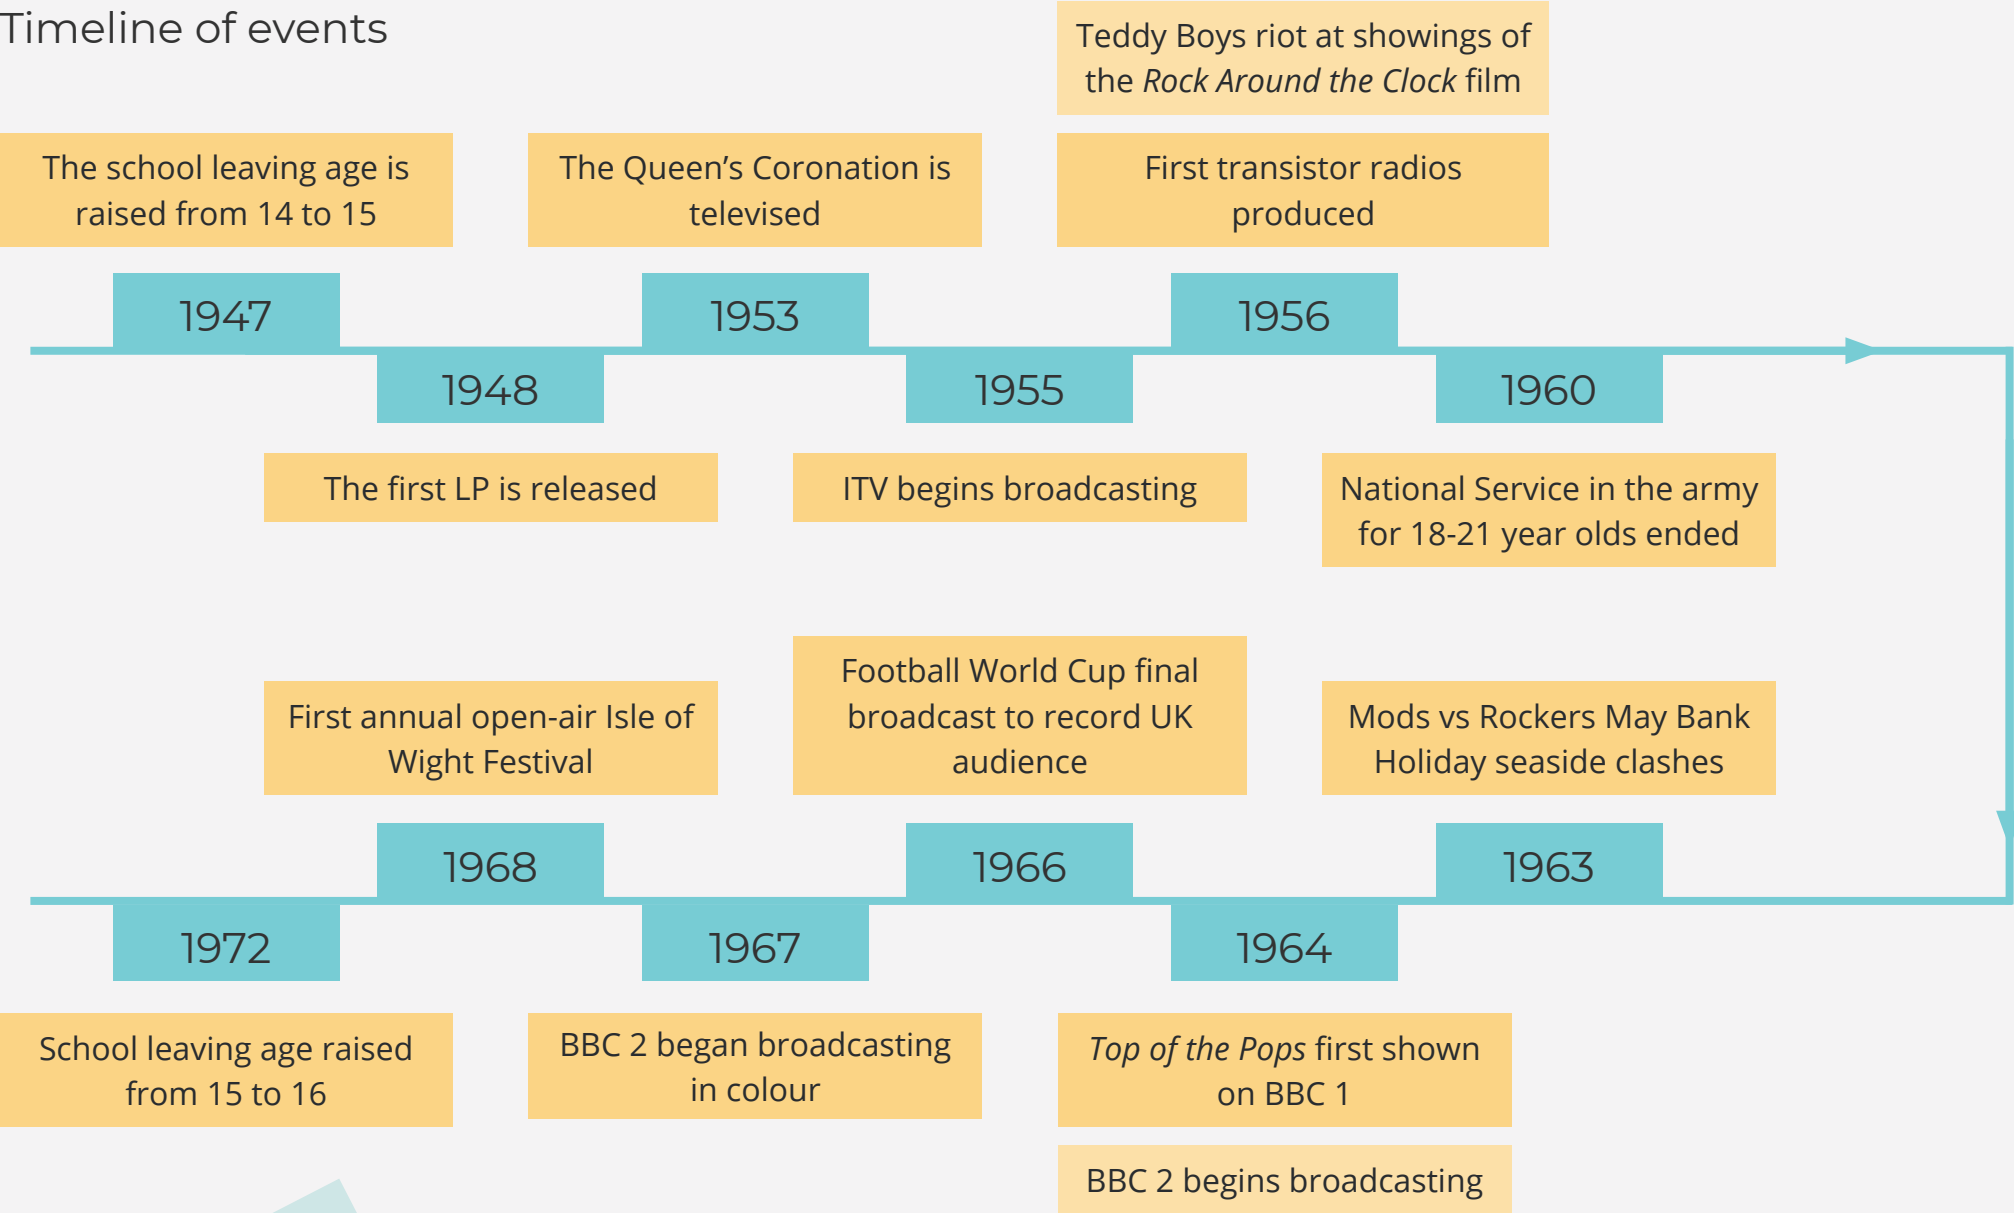 Timeline of events
Teddy Boys riot at showings of
the Rock Around the Clock film
The school leaving age is
raised from 14 to 15
The Queen’s Coronation is
televised
First transistor radios
produced
1947
1953
1956
1948
1955
1960
The first LP is released
ITV begins broadcasting
National Service in the army
for 18-21 year olds ended
First annual open-air Isle of
Wight Festival
Football World Cup final
broadcast to record UK
audience
Mods vs Rockers May Bank
Holiday seaside clashes
1968
1966
1963
1972
1967
1964
School leaving age raised
from 15 to 16
BBC 2 began broadcasting
in colour
Top of the Pops first shown
on BBC 1
BBC 2 begins broadcasting